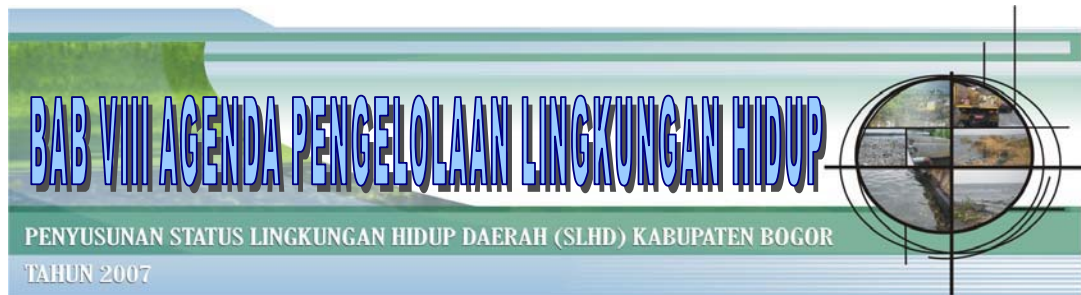 BAB VIII AGENDA PENGELOLAAN LINGKUNGAN HIDUP
PENYUSUNAN STATUS LINGKUNGAN HIDUP DAERAH (SLHD) KABUPATEN BOGOR
TAHUN 2007